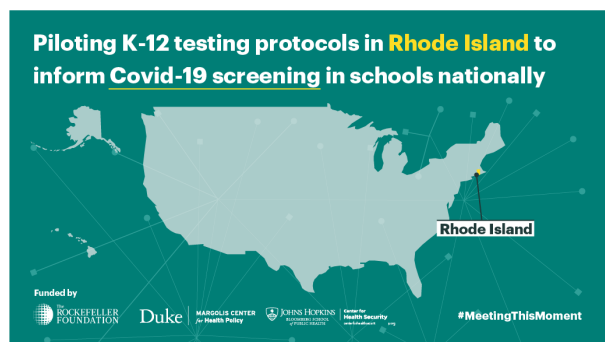 Piloting K-12 testing protocols in Rhode Island to
inform Covid-19 screening in schools nationally
Rhode Island
Funded by
The
ROCKEFELLER
FOUNDATION
Duke
MARGOLIS CENTER
for Health Policy
JOHNS HOPKINS
BLOOMBERG SCHOOL
of PUBLIC HEALTH
Center for
Health Security
#MeetingThisMoment